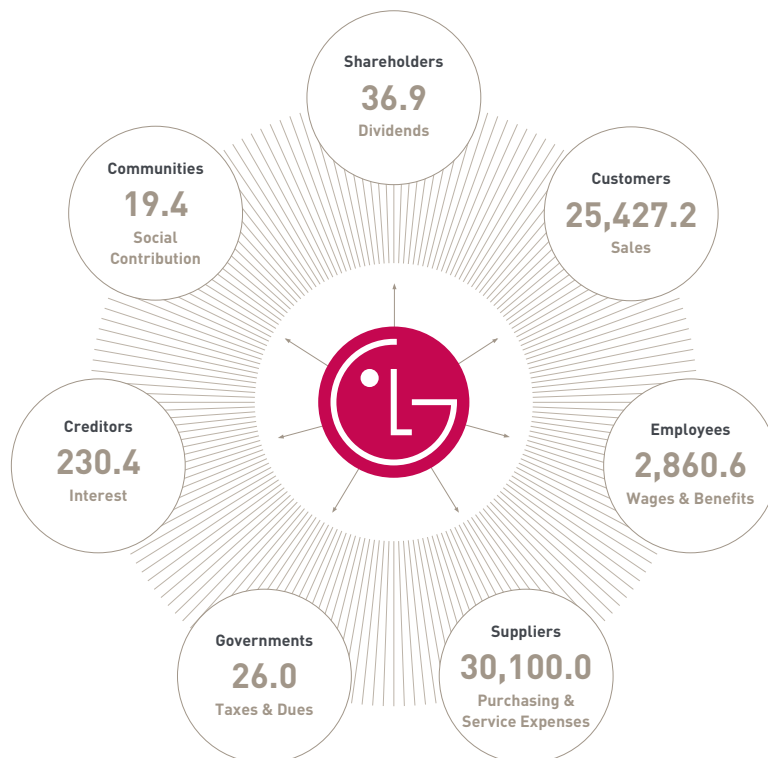 Shareholders
36.9
Dividends
Customers
25,427.2
Sales
Employees
2,860.6
Wages & Benefits
Suppliers
30,100.0
Purchasing &
Service Expenses
Governments
26.0
Taxes & Dues
Creditors
230.4
Interest
Communities
19.4
Social
Contribution
LG